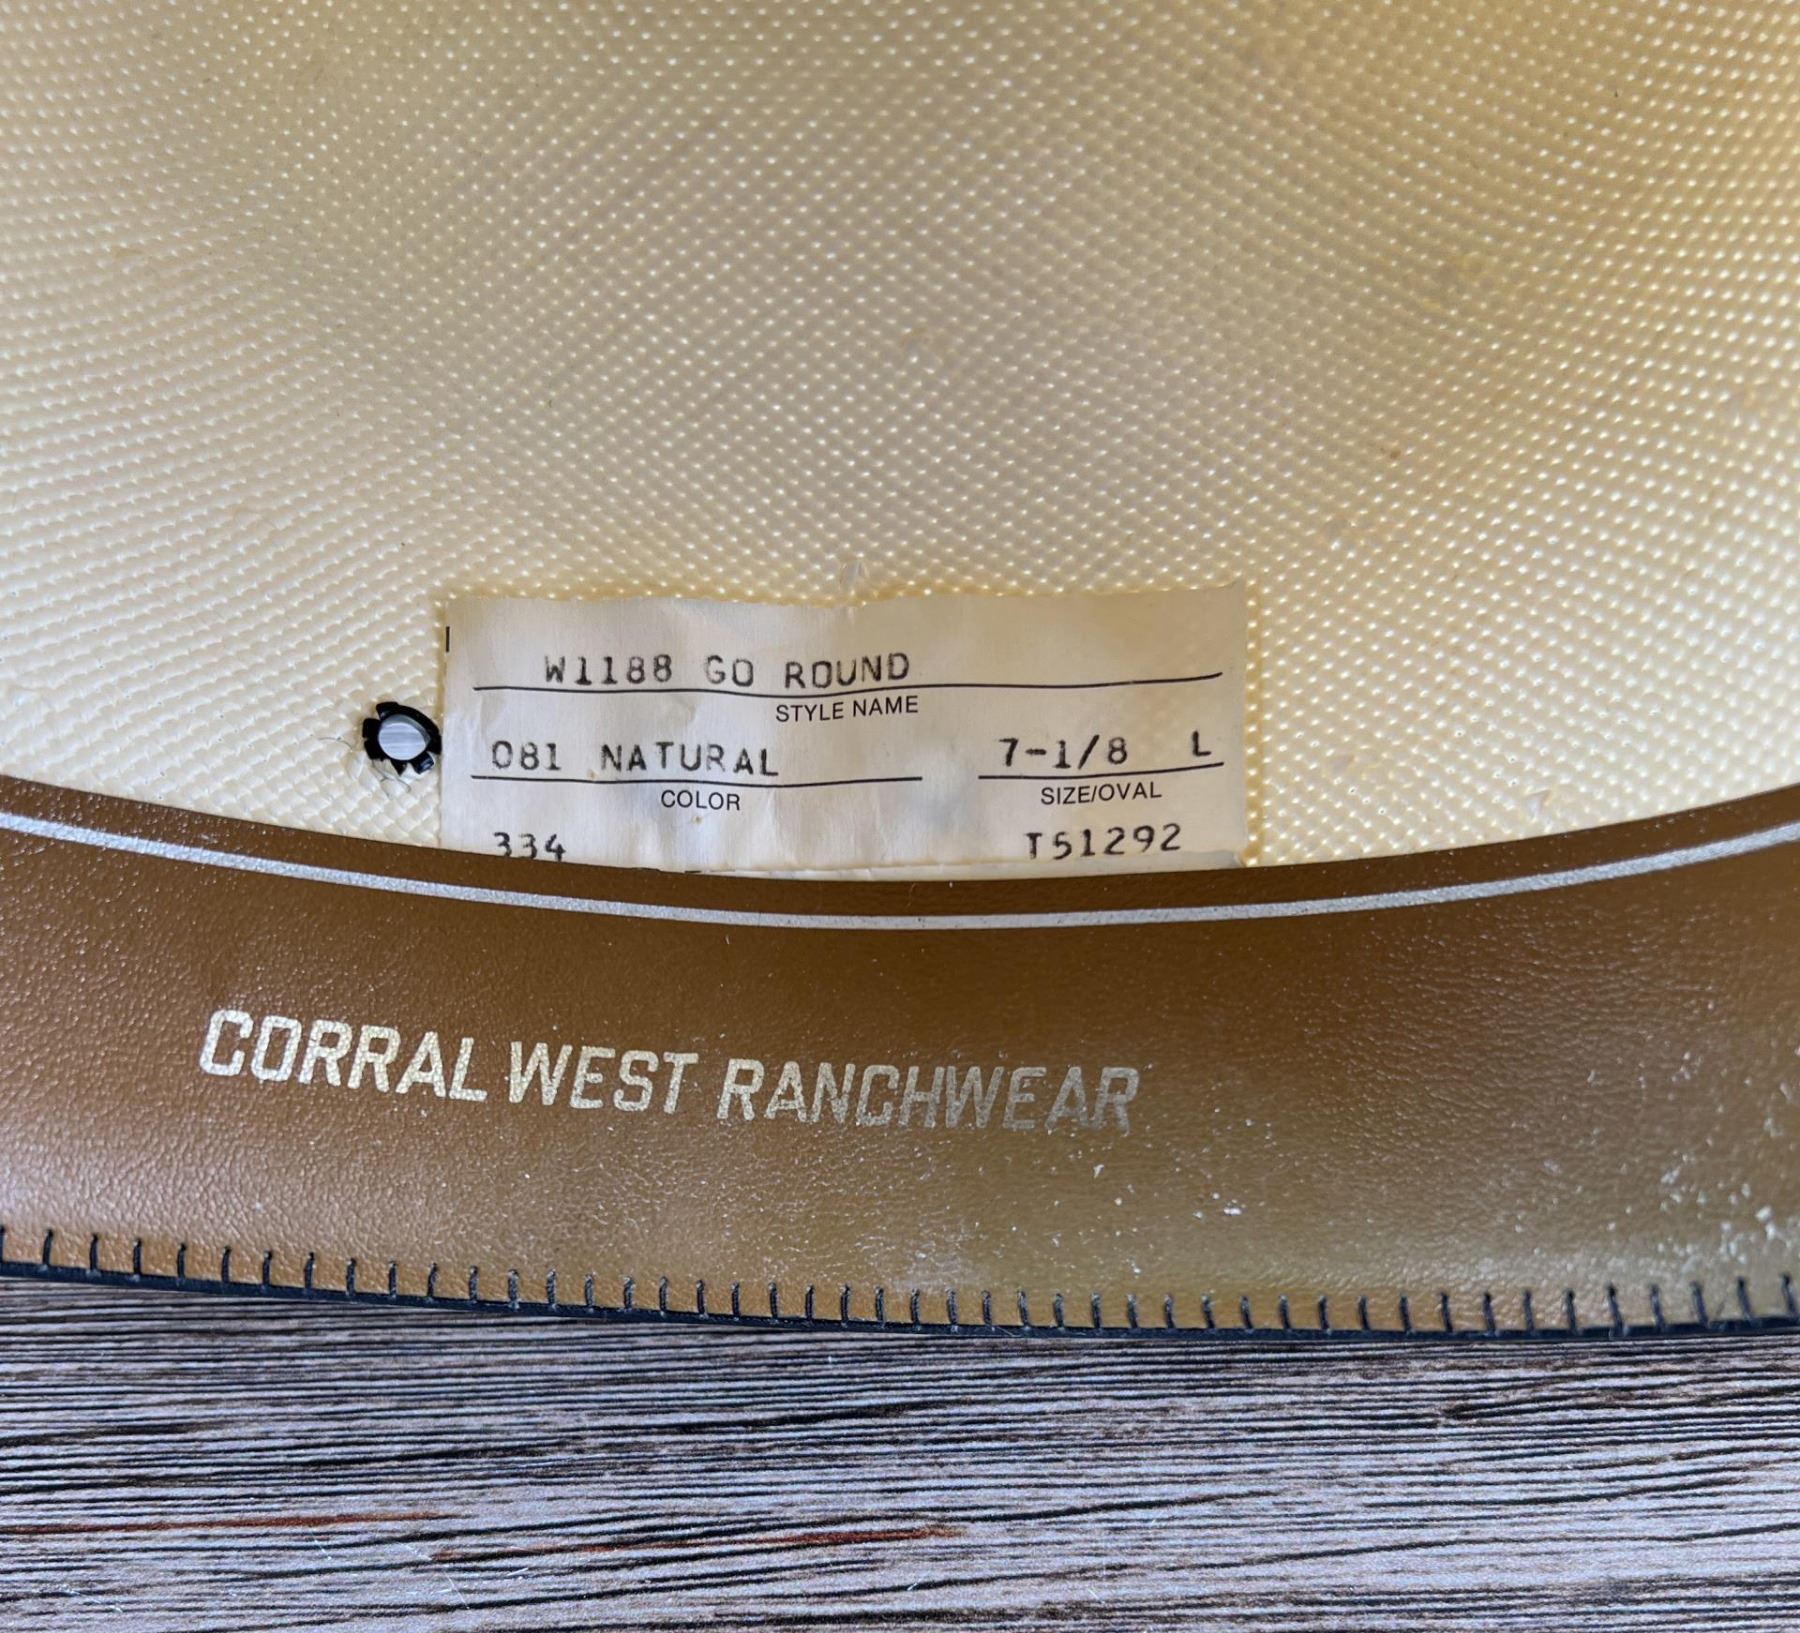 W1188 GO ROUND
STYLE NAME
081 NATURAL 7-1/8 L
COLOR SIZE/OVAL
334 T51292
CORRAL WEST RANCHWEAR